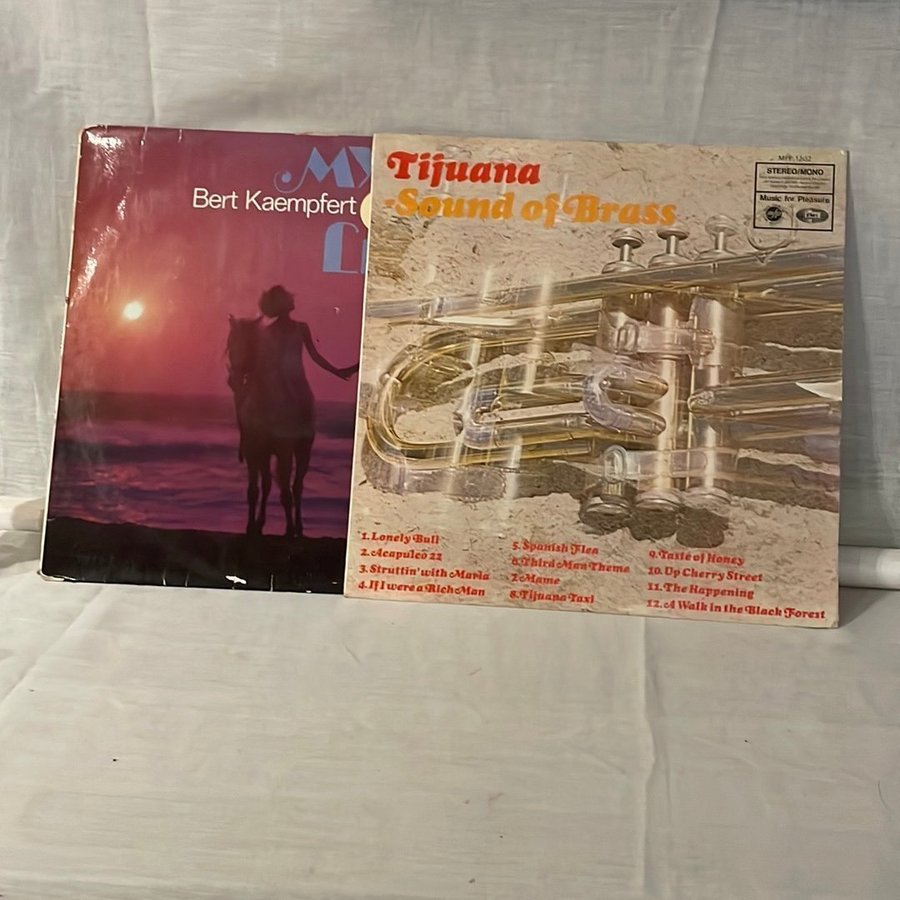 MY
Bert Kaempfert
Tijuana
Sound of Brass
STEREO/MONO
Music for Pleasure
1. Lonely Bull
2. Acapulco 22
3. Struttin' with Maria
4. If I were a Rich Man
5. Spanish Flea
6. Third Man Theme
7. Mame
8. Tijuana Taxi
9. Taste of Honey
10. Up Cherry Street
11. The Happening
12. A Walk in the Black Forest